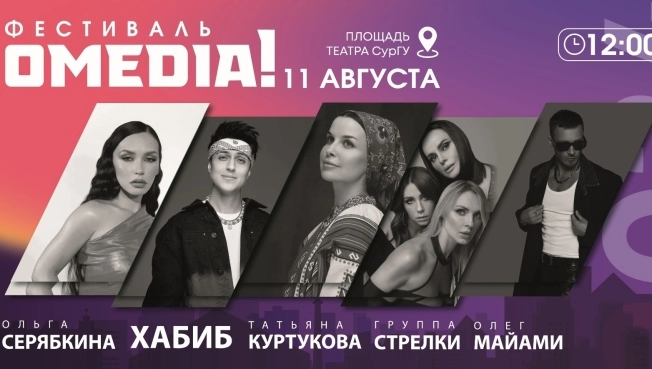 ФЕСТИВАЛЬ
OMEDIA!
11 АВГУСТА
ПЛОЩАДЬ
ТЕАТРА СурГУ
12:00
ОЛЬГА
СЕРЯБКИНА
ХАБИБ
ТАТЬЯНА
КУРТУКОВА
ГРУППА
СТРЕЛКИ
ОЛЕГ
МАЙАМИ